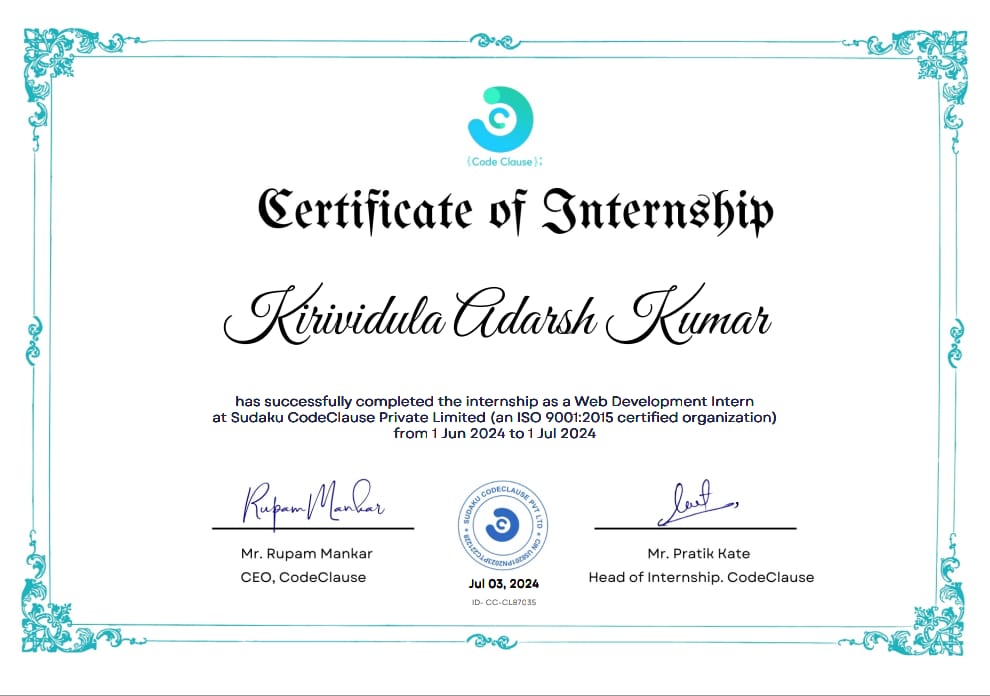 {Code Clause};
Certificate of Internship
Kirividula Adarsh Kumar
has successfully completed the internship as a Web Development Intern
at Sudaku CodeClause Private Limited (an ISO 9001:2015 certified organization)
from 1 Jun 2024 to 1 Jul 2024
Rupam Mankar
SUDAKU CODECLAUSE PVT LTD
Mr. Rupam Mankar
Mr. Pratik Kate
CEO, CodeClause
Head of Internship. CodeClause
Jul 03, 2024
ID- CC-CL87035